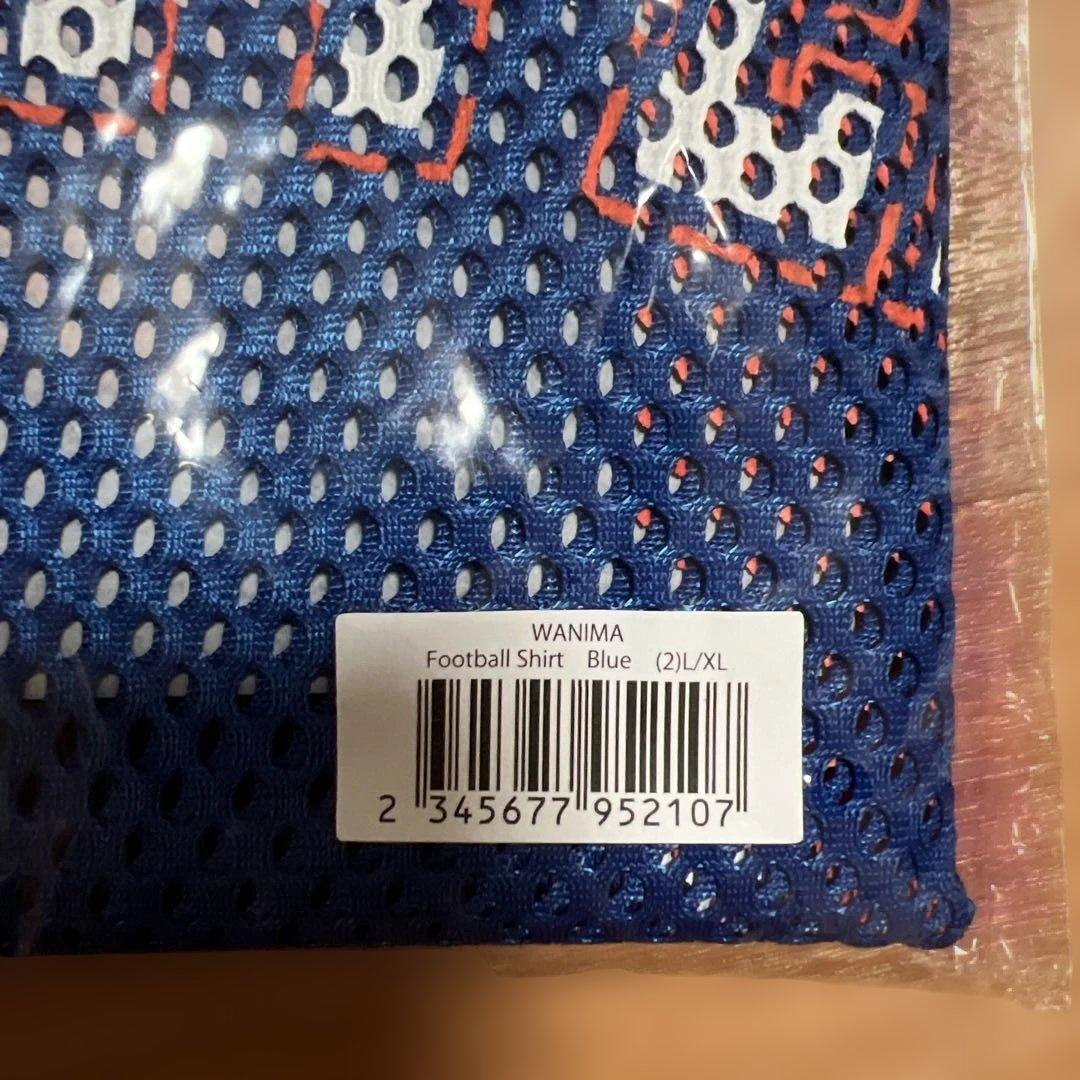 WANIMA
Football Shirt Blue (2)L/XL
2 345677 952107